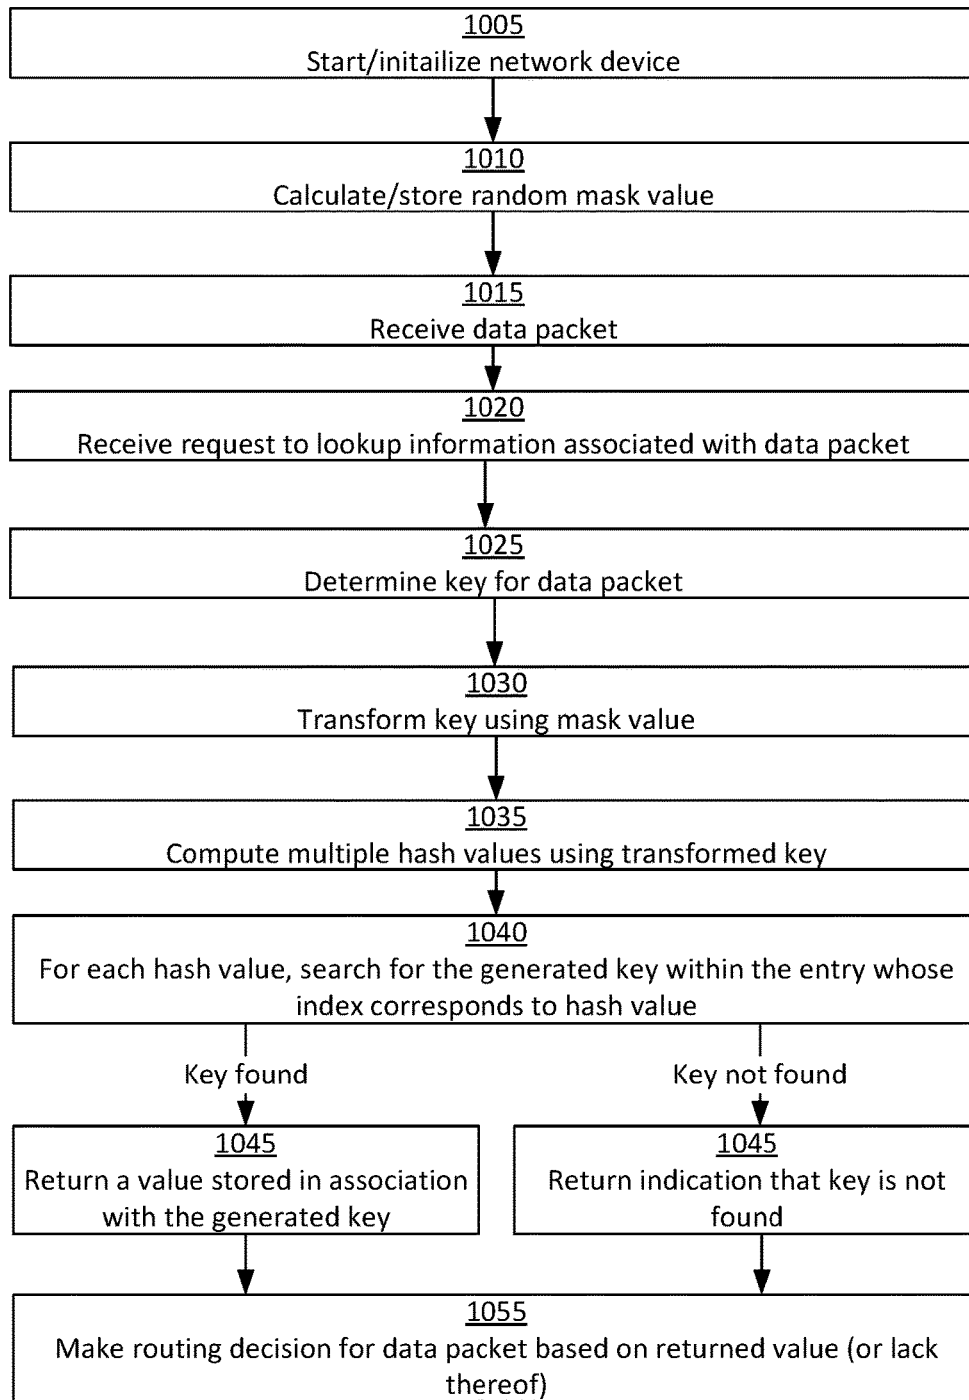 1005
Start/initailize network device
1010
Calculate/store random mask value
1015
Receive data packet
1020
Receive request to lookup information associated with data packet
1025
Determine key for data packet
1030
Transform key using mask value
1035
Compute multiple hash values using transformed key
1040
For each hash value, search for the generated key within the entry whose
index corresponds to hash value
Key found
Key not found
1045
Return a value stored in association
with the generated key
1045
Return indication that key is not
found
1055
Make routing decision for data packet based on returned value (or lack
thereof)